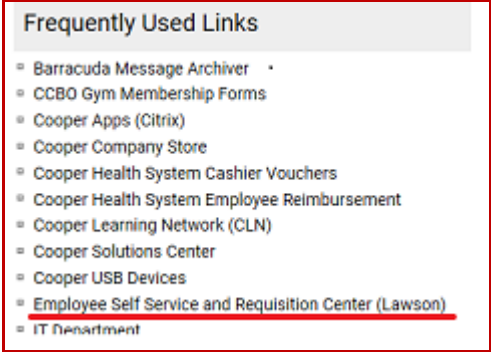 Frequently Used Links
Barracuda Message Archiver
CCBO Gym Membership Forms
Cooper Apps (Citrix)
Cooper Company Store
Cooper Health System Cashier Vouchers
Cooper Health System Employee Reimbursement
Cooper Learning Network (CLN)
Cooper Solutions Center
Cooper USB Devices
Employee Self Service and Requisition Center (Lawson)
IT Department